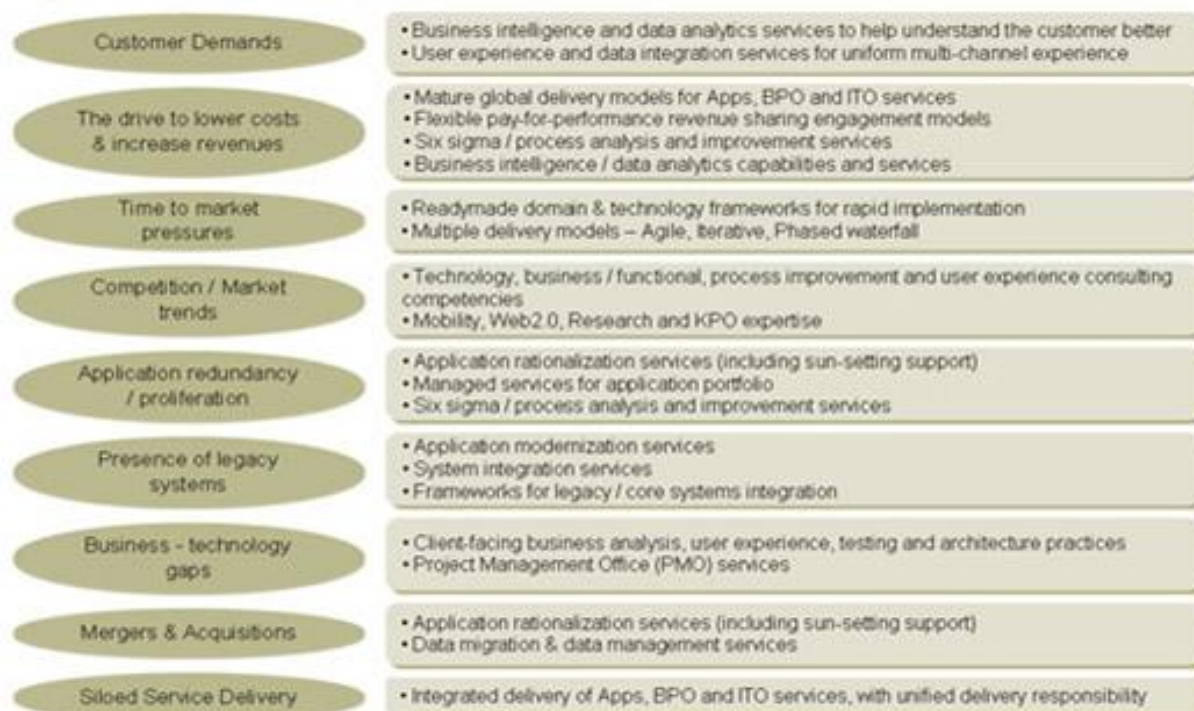 Customer Demands
• Business intelligence and data analytics services to help understand the customer better
• User experience and data integration services for uniform multi-channel experience
The drive to lower costs
& increase revenues
• Mature global delivery models for Apps, BPO and ITO services
• Flexible pay-for-performance revenue sharing engagement models
• Six sigma / process analysis and improvement services
• Business intelligence / data analytics capabilities and services
Time to market
pressures
• Readymade domain & technology frameworks for rapid implementation
• Multiple delivery models – Agile, Iterative, Phased waterfall
Competition / Market
trends
• Technology, business / functional, process improvement and user experience consulting
competencies
• Mobility, Web2.0, Research and KPO expertise
Application redundancy
/ proliferation
• Application rationalization services (including sun-setting support)
• Managed services for application portfolio
• Six sigma / process analysis and improvement services
Presence of legacy
systems
• Application modernization services
• System integration services
• Frameworks for legacy / core systems integration
Business - technology
gaps
• Client-facing business analysis, user experience, testing and architecture practices
• Project Management Office (PMO) services
Mergers & Acquisitions
• Application rationalization services (including sun-setting support)
• Data migration & data management services
Siloed Service Delivery
• Integrated delivery of Apps, BPO and ITO services, with unified delivery responsibility